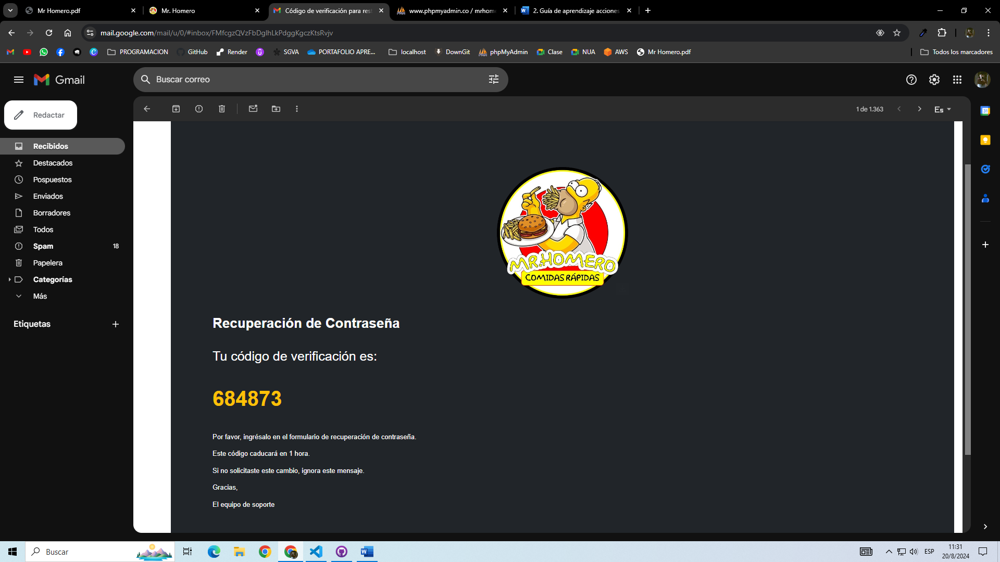 Mr Homero.pdf
Mr. Homero
Código de verificación para rest
www.phpmyadmin.co / mrhome
2. Guía de aprendizaje acciones
mail.google.com/mail/u/0/#inbox/FMfcgzQVzFbDglhLkPdggKgczKtsRvjv
PROGRAMACION
GitHub
Render
SGVA
PORTAFOLIO APRE...
localhost
DownGit
phpMyAdmin
Clase
NUA
AWS
Mr Homero.pdf
Todos los marcadores
Gmail
Buscar correo
Redactar
1 de 1.363
Es
Recibidos
Destacados
Pospuestos
Enviados
Borradores
Todos
Spam 18
Papelera
Categorías
Más
Etiquetas
MR.HOMERO
COMIDAS RÁPIDAS
Recuperación de Contraseña
Tu código de verificación es:
684873
Por favor, ingrésalo en el formulario de recuperación de contraseña.
Este código caducará en 1 hora.
Si no solicitaste este cambio, ignora este mensaje.
Gracias,
El equipo de soporte
Buscar
ESP
11:31
20/8/2024